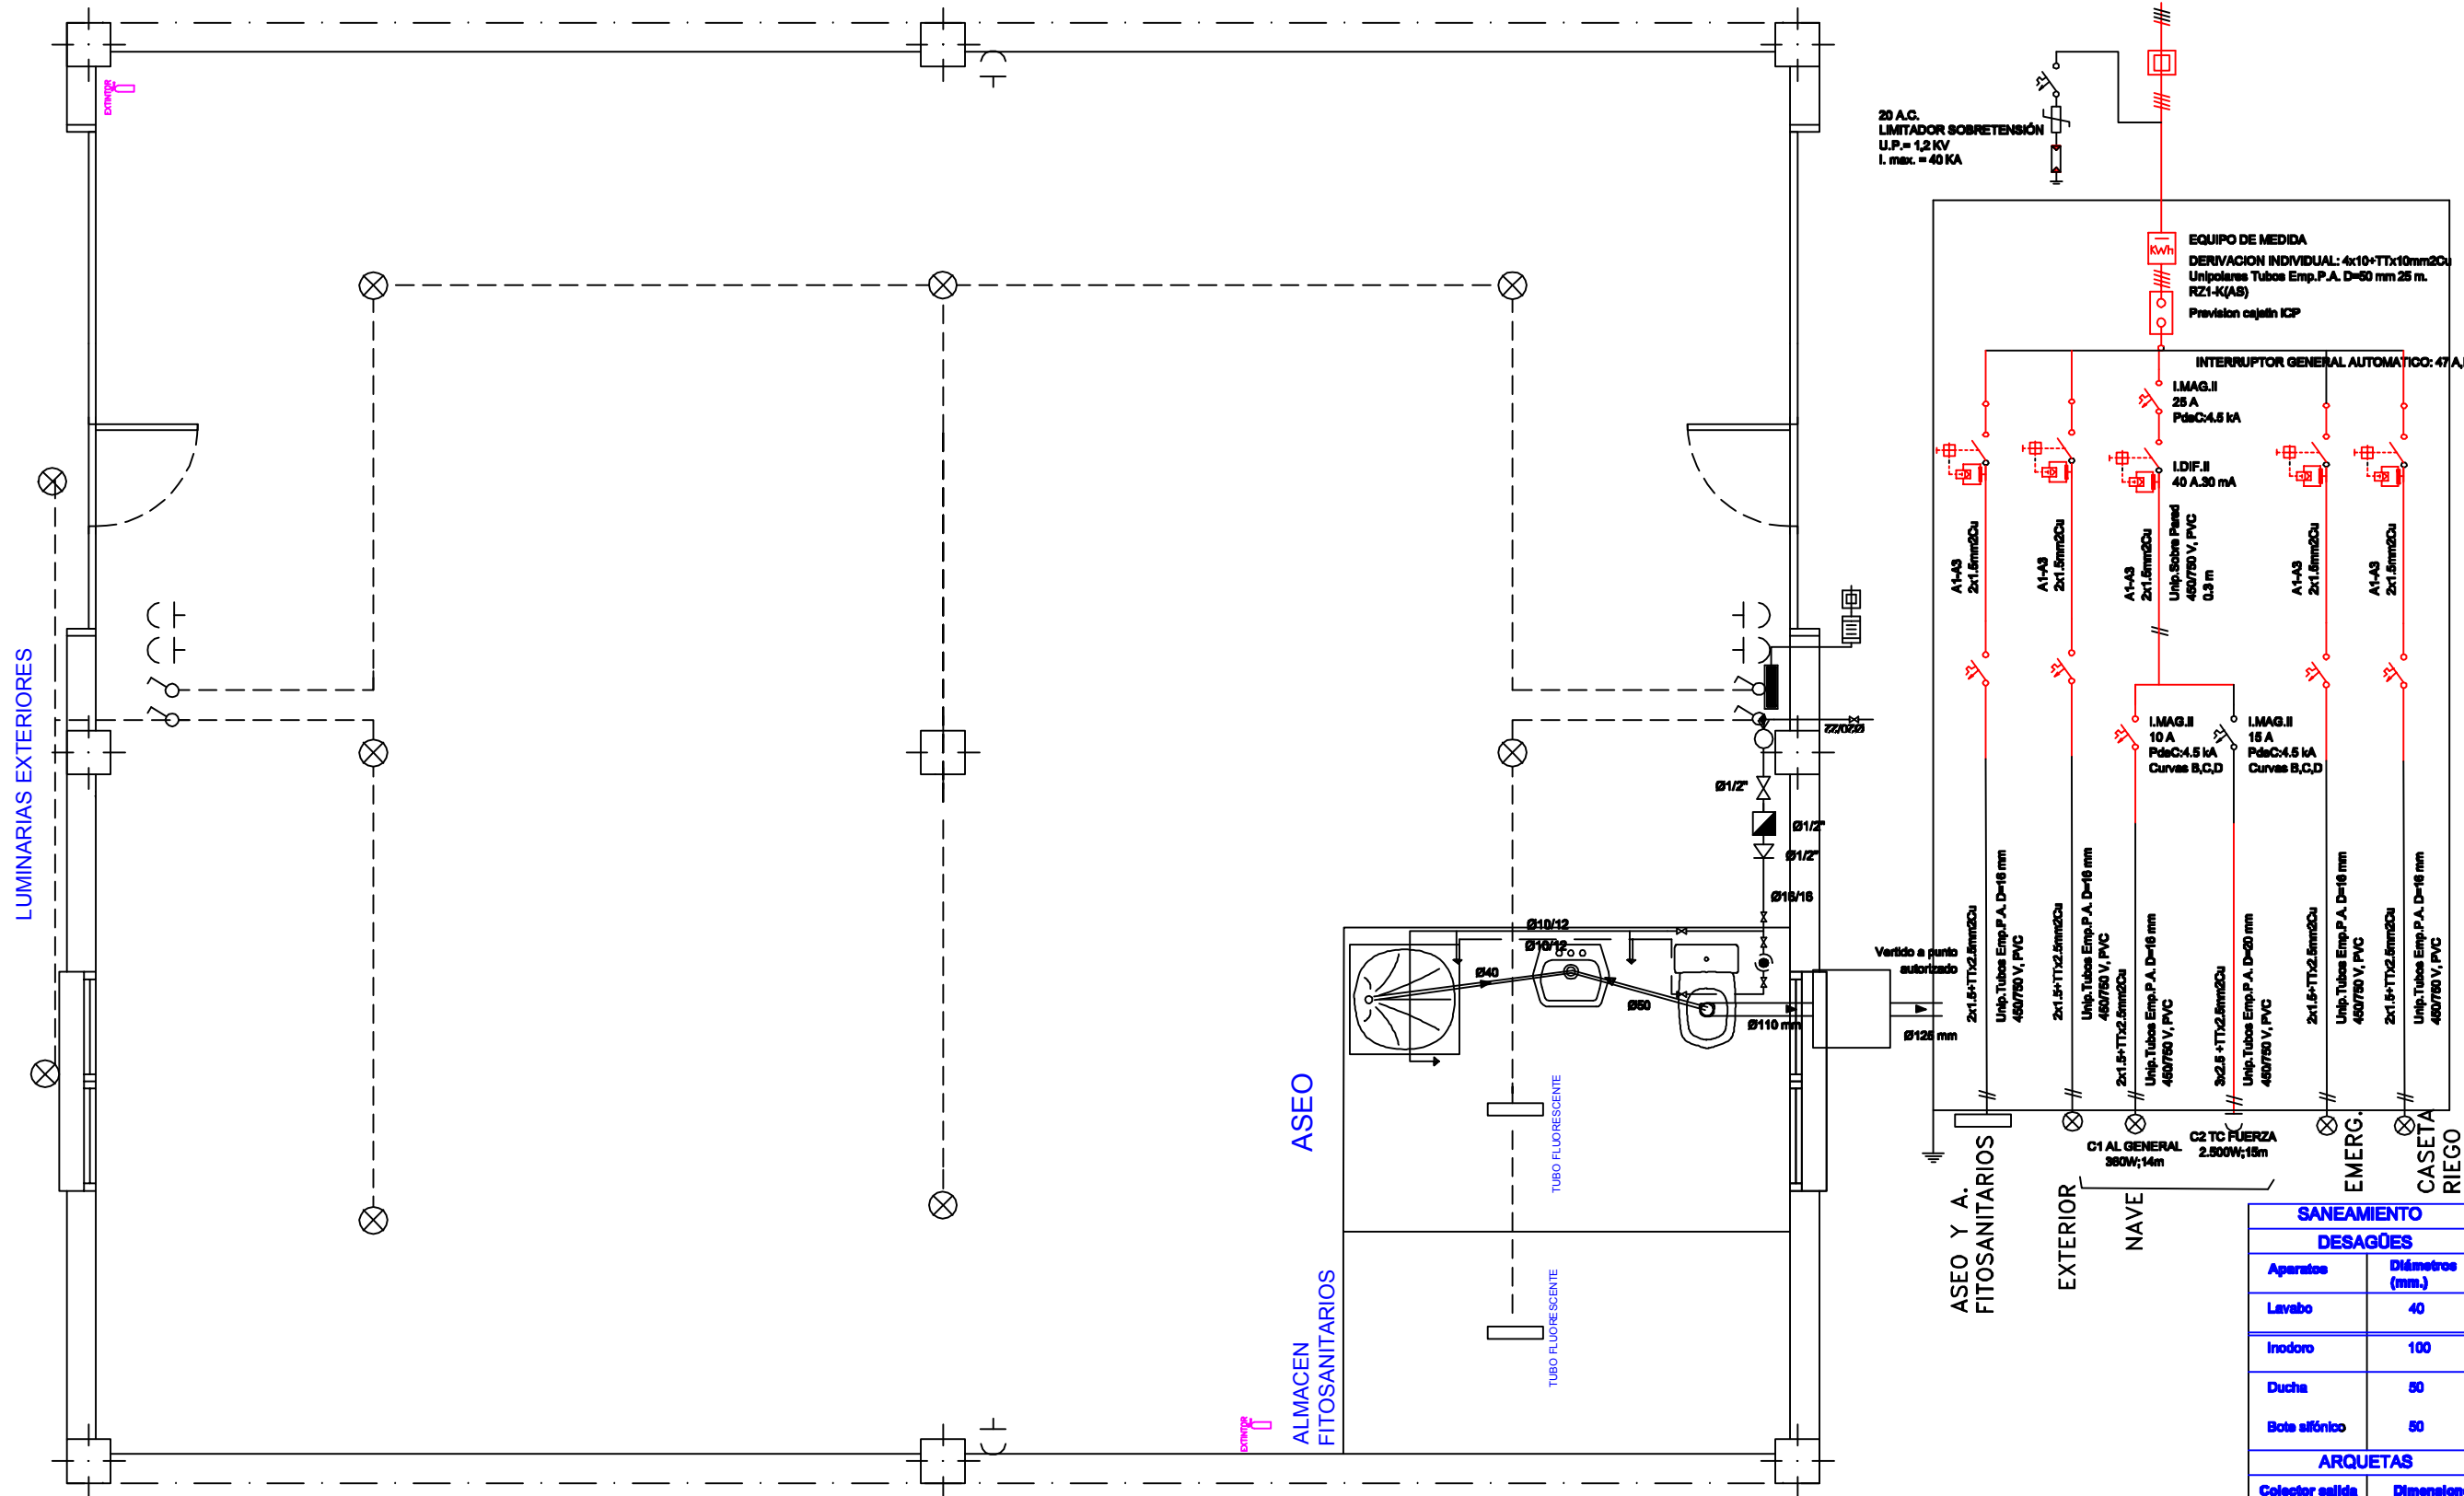 EXTINTOR
LUMINARIAS EXTERIORES
20 A.C.
LIMITADOR SOBRETENSIÓN
U.P.= 1,2 KV
I. max. = 40 KA
KWh
EQUIPO DE MEDIDA
DERIVACION INDIVIDUAL: 4x10+TTx10mm2Cu
Unipolares Tubos Emp.P.A. D=50 mm 25 m.
RZ1-K(AS)
Prevision cajetin ICP
INTERRUPTOR GENERAL AUTOMATICO: 47 A,
I.MAG.II
25 A
PdeC:4.5 kA
I.DIF.II
40 A.30 mA
A1-A3
2x1.5mm2Cu
A1-A3
2x1.5mm2Cu
A1-A3
2x1.5mm2Cu
Unip.Sobre Pared
450/750 V, PVC
0.3 m
A1-A3
2x1.5mm2Cu
A1-A3
2x1.5mm2Cu
I.MAG.II
10 A
PdeC:4.5 kA
Curvas B,C,D
I.MAG.II
15 A
PdeC:4.5 kA
Curvas B,C,D
2x1.5+TTx2.5mm2Cu
Unip.Tubos Emp.P.A. D=16 mm
450/750 V, PVC
2x1.5+TTx2.5mm2Cu
Unip.Tubos Emp.P.A. D=16 mm
450/750 V, PVC
2x1.5+TTx2.5mm2Cu
Unip.Tubos Emp.P.A. D=16 mm
450/750 V, PVC
3x2.5 +TTx2.5mm2Cu
Unip.Tubos Emp.P.A. D=20 mm
450/750 V, PVC
2x1.5+TTx2.5mm2Cu
Unip.Tubos Emp.P.A. D=16 mm
450/750 V, PVC
2x1.5+TTx2.5mm2Cu
Unip.Tubos Emp.P.A. D=16 mm
450/750 V, PVC
C1 AL GENERAL
360W;14m
C2 TC FUERZA
2.500W;15m
ASEO Y A.
FITOSANITARIOS
EXTERIOR
NAVE
EMERG.
CASETA
RIEGO
Ø20/22
Ø1/2"
Ø1/2"
Ø1/2"
Ø16/18
Ø10/12
Ø10/12
Ø40
Ø50
Ø110 mm
Ø125 mm
Vertido a punto
autorizado
ASEO
TUBO FLUORESCENTE
ALMACEN
FITOSANITARIOS
TUBO FLUORESCENTE
EXTINTOR
SANEAMIENTO
DESAGÜES
Aparatos Diámetros
(mm.)
Lavabo 40
Inodoro 100
Ducha 50
Bote sifónico 50
ARQUETAS
Colector salida Dimension